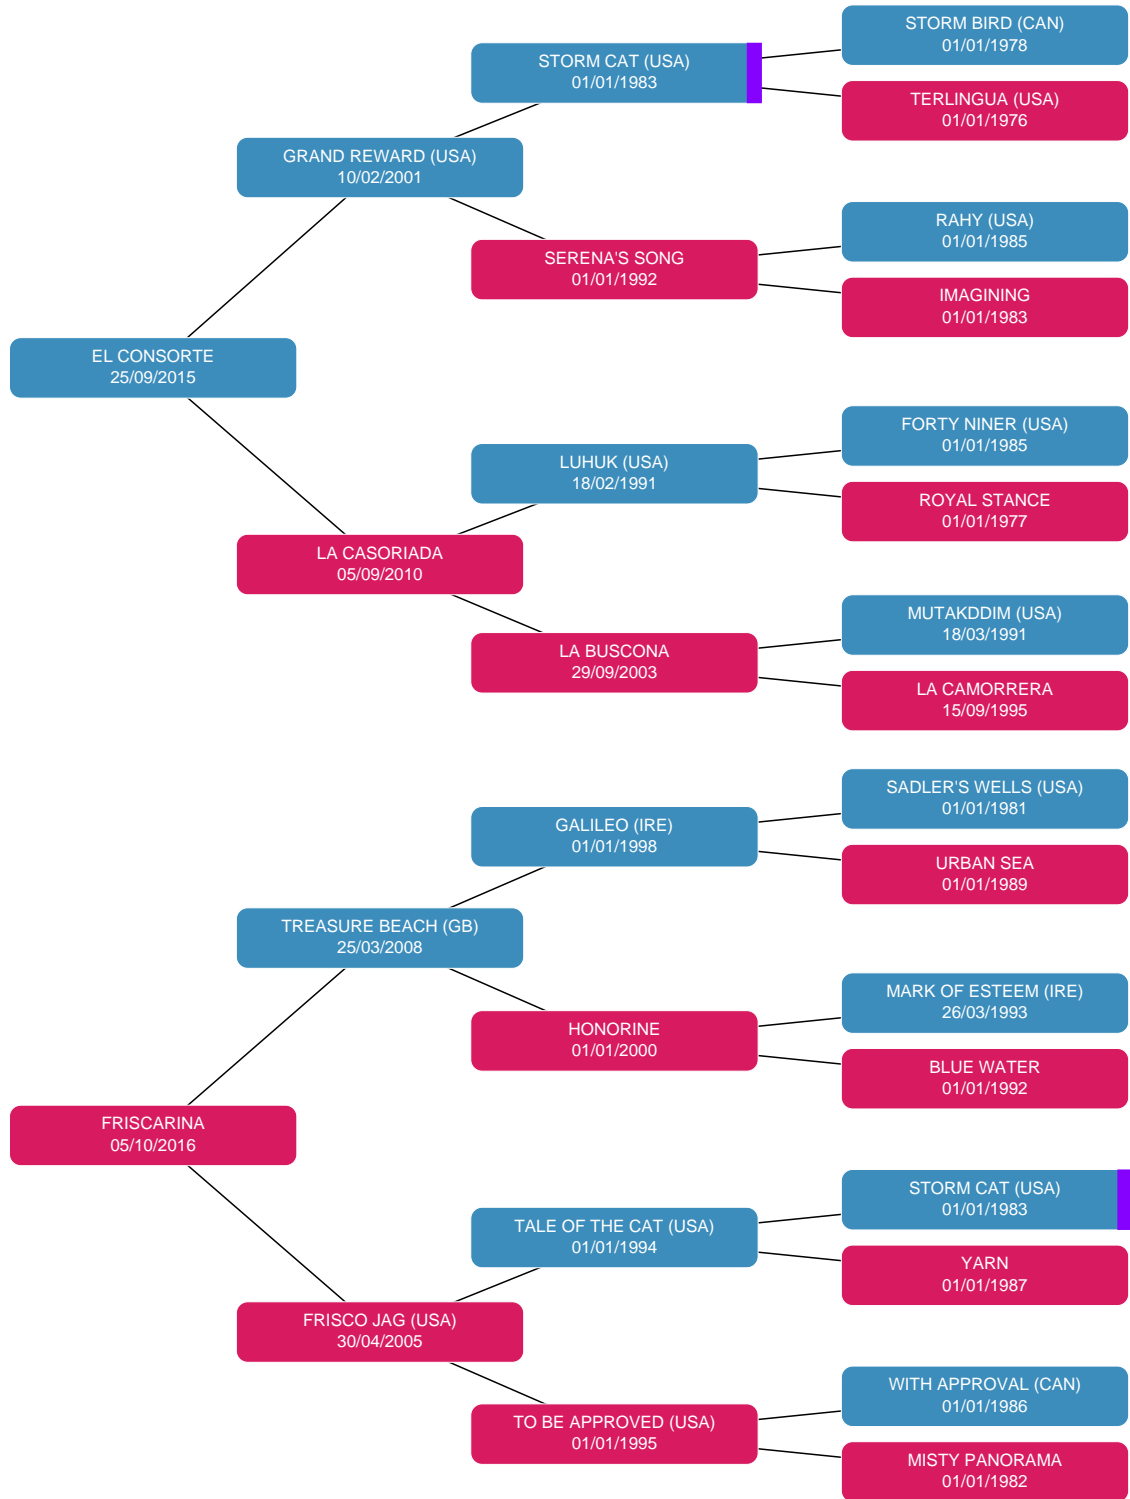 STORM BIRD (CAN)
01/01/1978
STORM CAT (USA)
01/01/1983
TERLINGUA (USA)
01/01/1976
GRAND REWARD (USA)
10/02/2001
RAHY (USA)
01/01/1985
SERENA'S SONG
01/01/1992
IMAGINING
01/01/1983
EL CONSORTE
25/09/2015
FORTY NINER (USA)
01/01/1985
LUHUK (USA)
18/02/1991
ROYAL STANCE
01/01/1977
LA CASORIADA
05/09/2010
MUTAKDDIM (USA)
18/03/1991
LA BUSCONA
29/09/2003
LA CAMORRERA
15/09/1995
SADLER'S WELLS (USA)
01/01/1981
GALILEO (IRE)
01/01/1998
URBAN SEA
01/01/1989
TREASURE BEACH (GB)
25/03/2008
MARK OF ESTEEM (IRE)
26/03/1993
HONORINE
01/01/2000
BLUE WATER
01/01/1992
FRISCARINA
05/10/2016
STORM CAT (USA)
01/01/1983
TALE OF THE CAT (USA)
01/01/1994
YARN
01/01/1987
FRISCO JAG (USA)
30/04/2005
WITH APPROVAL (CAN)
01/01/1986
TO BE APPROVED (USA)
01/01/1995
MISTY PANORAMA
01/01/1982